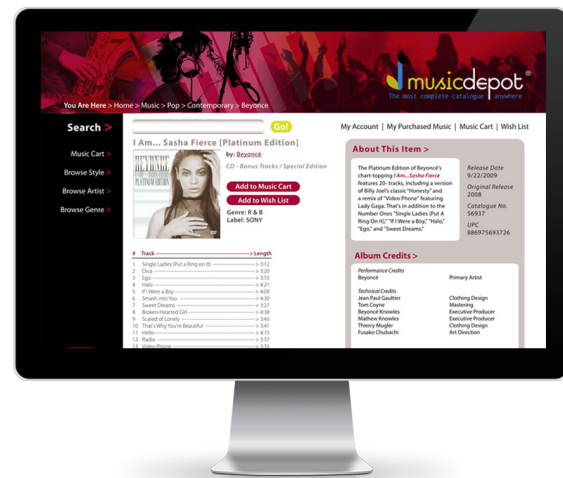 musicdepot®
The most complete catalogue | anywhere
You Are Here > Home > Music > Pop > Contemporary > Beyonce
Search >
Go!
My Account | My Purchased Music | Music Cart | Wish List
Music Cart >
Browse Style >
Browse Artist >
Browse Genre >
I Am... Sasha Fierce [Platinum Edition]
BEYONCÉ
PLATINUM EDITION
by: Beyoncé
CD - Bonus Tracks / Special Edition
Add to Music Cart
Add to Wish List
Genre: R & B
Label: SONY
# Track > Length
1 Single Ladies (Put a Ring on It) > 3:12
2 Diva > 3:20
3 Ego > 3:55
4 Halo > 4:21
5 If I Were a Boy > 4:09
6 Smash into You > 4:30
7 Sweet Dreams > 3:27
8 Broken-Hearted Girl > 4:38
9 Scared of Lonely > 3:43
10 That's Why You're Beautiful > 3:41
11 Hello > 4:15
12 Radio > 3:37
13 Video Phone > 3:35
About This Item >
The Platinum Edition of Beyonce's
chart-topping I Am...Sasha Fierce
features 20- tracks, including a version
of Billy Joel's classic "Honesty" and
a remix of "Video Phone" featuring
Lady Gaga. That's in addition to the
Number Ones "Single Ladies (Put A
Ring On It)," "If I Were a Boy," "Halo,"
"Ego," and "Sweet Dreams."
Release Date
9/22/2009
Original Release
2008
Catalogue No.
56937
UPC
886975693726
Album Credits >
Performance Credits
Beyoncé Primary Artist
Technical Credits
Jean Paul Gaultier Clothing Design
Tom Coyne Mastering
Beyoncé Knowles Executive Producer
Mathew Knowles Executive Producer
Thierry Mugler Clothing Design
Fusako Chubachi Art Direction